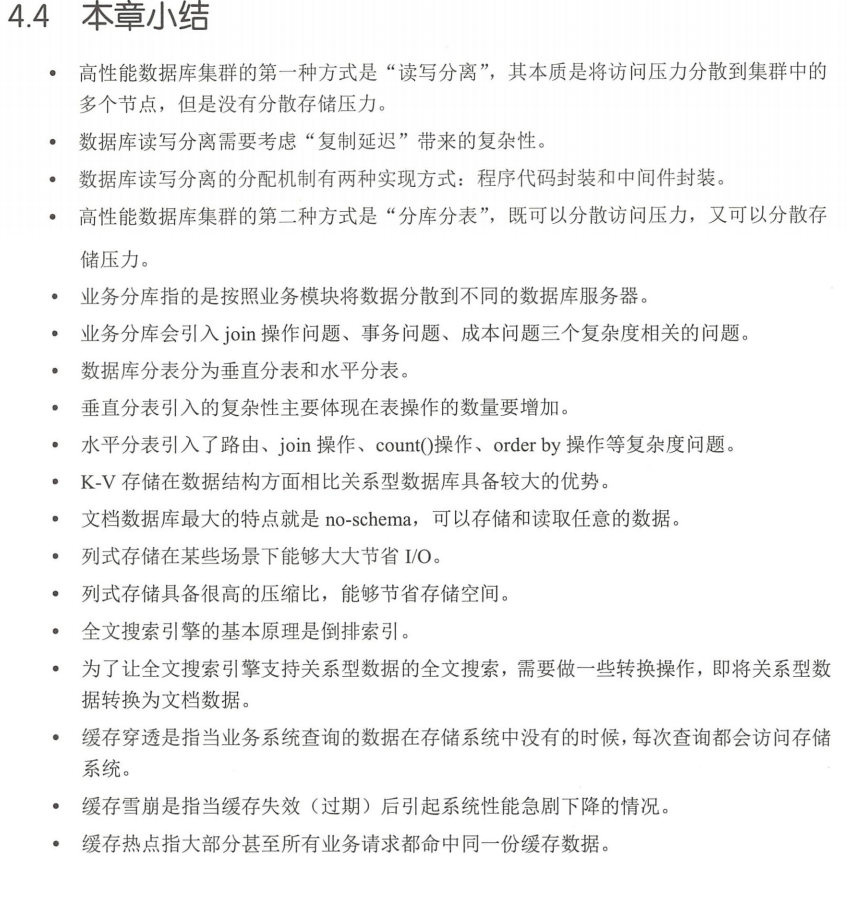 4.4 本章小结
• 高性能数据库集群的第一种方式是“读写分离”，其本质是将访问压力分散到集群中的
多个节点，但是没有分散存储压力。
• 数据库读写分离需要考虑“复制延迟”带来的复杂性。
• 数据库读写分离的分配机制有两种实现方式：程序代码封装和中间件封装。
• 高性能数据库集群的第二种方式是“分库分表”，既可以分散访问压力，又可以分散存
储压力。
• 业务分库指的是按照业务模块将数据分散到不同的数据库服务器。
• 业务分库会引入 join 操作问题、事务问题、成本问题三个复杂度相关的问题。
• 数据库分表分为垂直分表和水平分表。
• 垂直分表引入的复杂性主要体现在表操作的数量要增加。
• 水平分表引入了路由、join 操作、count()操作、order by 操作等复杂度问题。
• K-V 存储在数据结构方面相比关系型数据库具备较大的优势。
• 文档数据库最大的特点就是 no-schema，可以存储和读取任意的数据。
• 列式存储在某些场景下能够大大节省 I/O。
• 列式存储具备很高的压缩比，能够节省存储空间。
• 全文搜索引擎的基本原理是倒排索引。
• 为了让全文搜索引擎支持关系型数据的全文搜索，需要做一些转换操作，即将关系型数
据转换为文档数据。
• 缓存穿透是指当业务系统查询的数据在存储系统中没有的时候，每次查询都会访问存储
系统。
• 缓存雪崩是指当缓存失效（过期）后引起系统性能急剧下降的情况。
• 缓存热点指大部分甚至所有业务请求都命中同一份缓存数据。